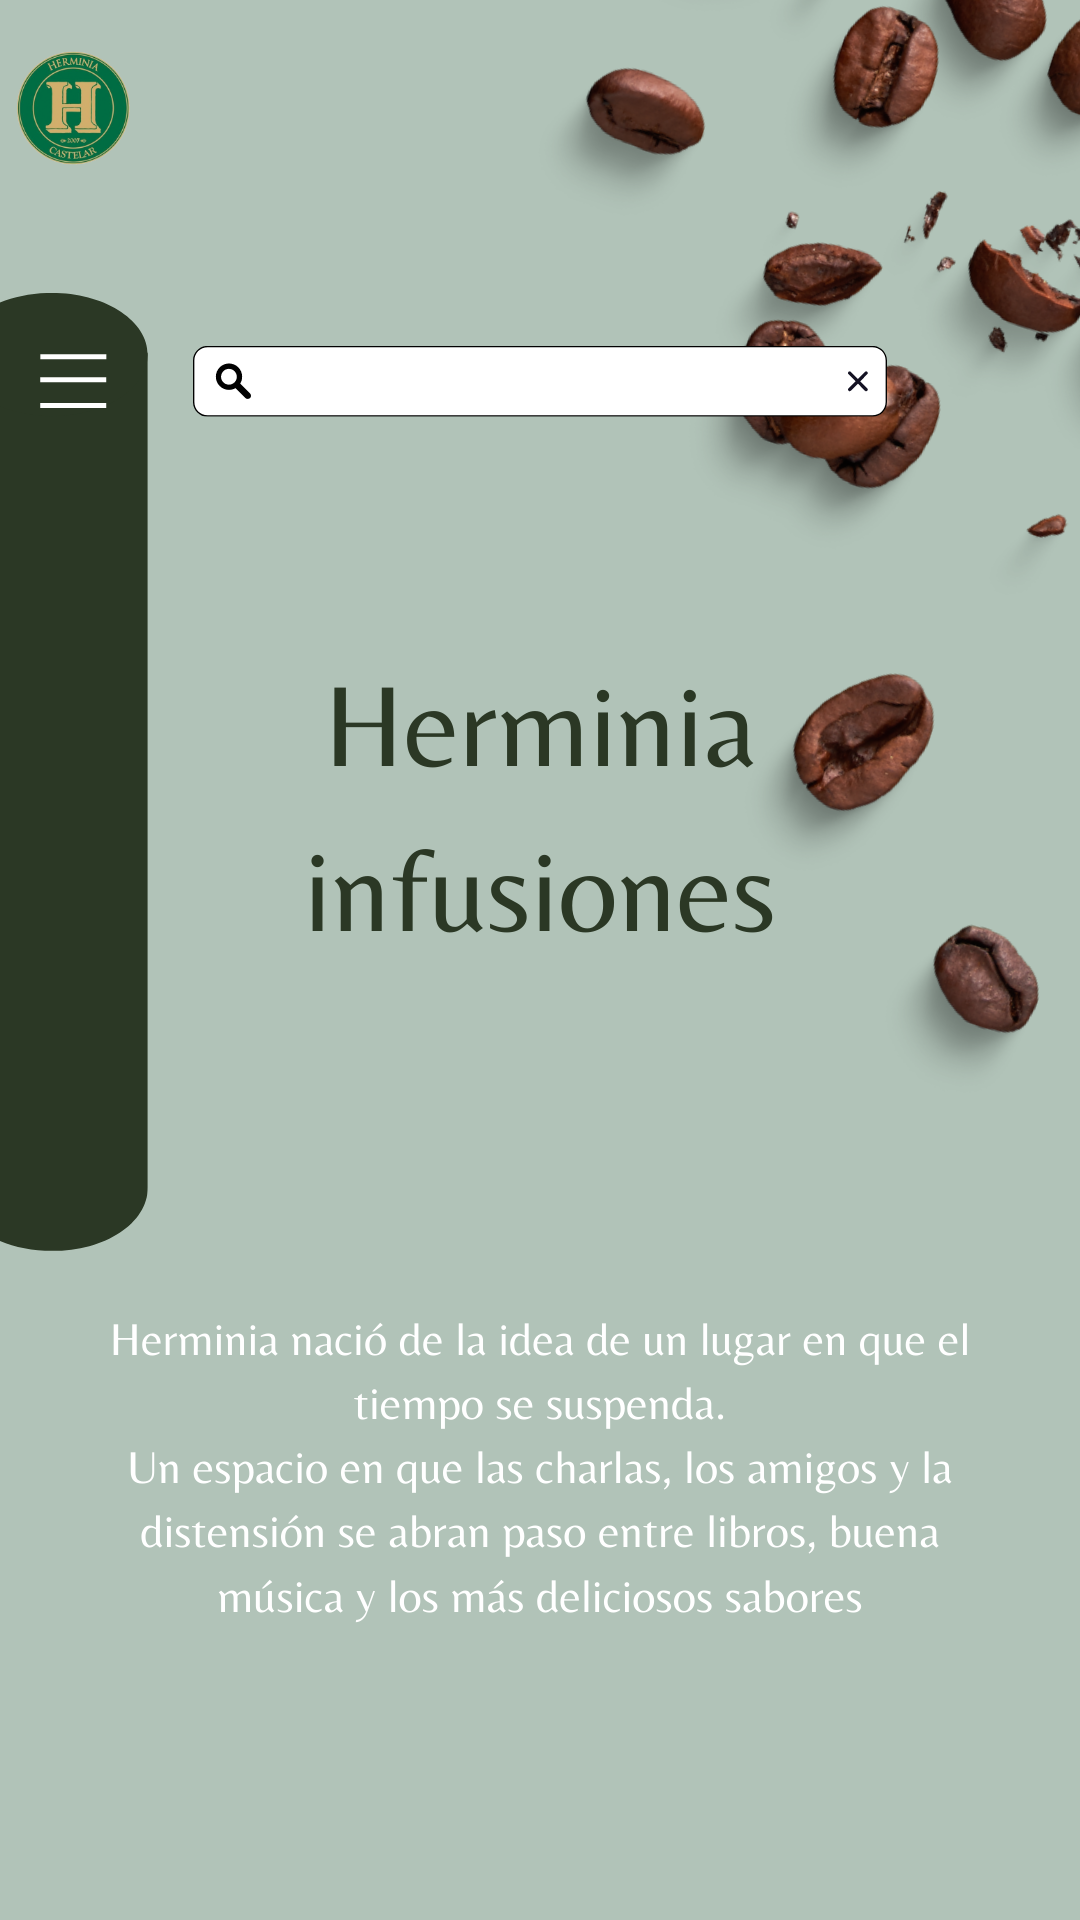 HERMINIA
H
2007
CASTELAR
Herminia
infusiones
Herminia nació de la idea de un lugar en que el
tiempo se suspenda.
Un espacio en que las charlas, los amigos y la
distensión se abran paso entre libros, buena
música y los más deliciosos sabores